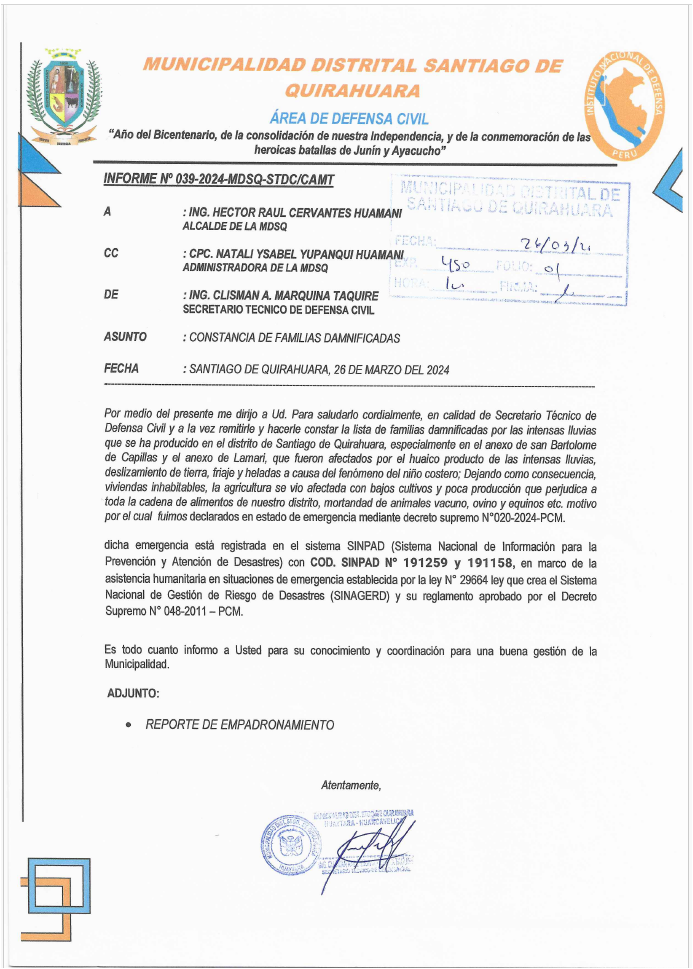 MUNICIPALIDAD DISTRITAL SANTIAGO DE
QUIRAHUARA
ÁREA DE DEFENSA CIVIL
“Año del Bicentenario, de la consolidación de nuestra Independencia, y de la conmemoración de las
heroicas batallas de Junín y Ayacucho”
INSTITUTO NACIONAL DE DEFENSA
PERU
INFORME Nº 039-2024-MDSQ-STDC/CAMT
MUNICIPALIDAD DISTRITAL DE
SANTIAGO DE QUIRAHUARA
FECHA: 26/03/2
EXP. 450 FOLIO: 01
HORA: FIRMA:
A : ING. HECTOR RAUL CERVANTES HUAMANI
ALCALDE DE LA MDSQ
CC : CPC. NATALI YSABEL YUPANQUI HUAMANI
ADMINISTRADORA DE LA MDSQ
DE : ING. CLISMAN A. MARQUINA TAQUIRE
SECRETARIO TECNICO DE DEFENSA CIVIL
ASUNTO : CONSTANCIA DE FAMILIAS DAMNIFICADAS
FECHA : SANTIAGO DE QUIRAHUARA, 26 DE MARZO DEL 2024
Por medio del presente me dirijo a Ud. Para saludarlo cordialmente, en calidad de Secretario Técnico de
Defensa Civil y a la vez remitirle y hacerle constar la lista de familias damnificadas por las intensas lluvias
que se ha producido en el distrito de Santiago de Quirahuara, especialmente en el anexo de san Bartolome
de Capillas y el anexo de Lamari, que fueron afectados por el huaico producto de las intensas lluvias,
deslizamiento de tierra, friaje y heladas a causa del fenómeno del niño costero; Dejando como consecuencia,
viviendas inhabitables, la agricultura se vio afectada con bajos cultivos y poca producción que perjudica a
toda la cadena de alimentos de nuestro distrito, mortandad de animales vacuno, ovino y equinos etc. motivo
por el cual fuimos declarados en estado de emergencia mediante decreto supremo N°020-2024-PCM.
dicha emergencia está registrada en el sistema SINPAD (Sistema Nacional de Información para la
Prevención y Atención de Desastres) con COD. SINPAD N° 191259 y 191158, en marco de la
asistencia humanitaria en situaciones de emergencia establecida por la ley N° 29664 ley que crea el Sistema
Nacional de Gestión de Riesgo de Desastres (SINAGERD) y su reglamento aprobado por el Decreto
Supremo N° 048-2011 – PCM.
Es todo cuanto informo a Usted para su conocimiento y coordinación para una buena gestión de la
Municipalidad.
ADJUNTO:
• REPORTE DE EMPADRONAMIENTO
Atentamente,